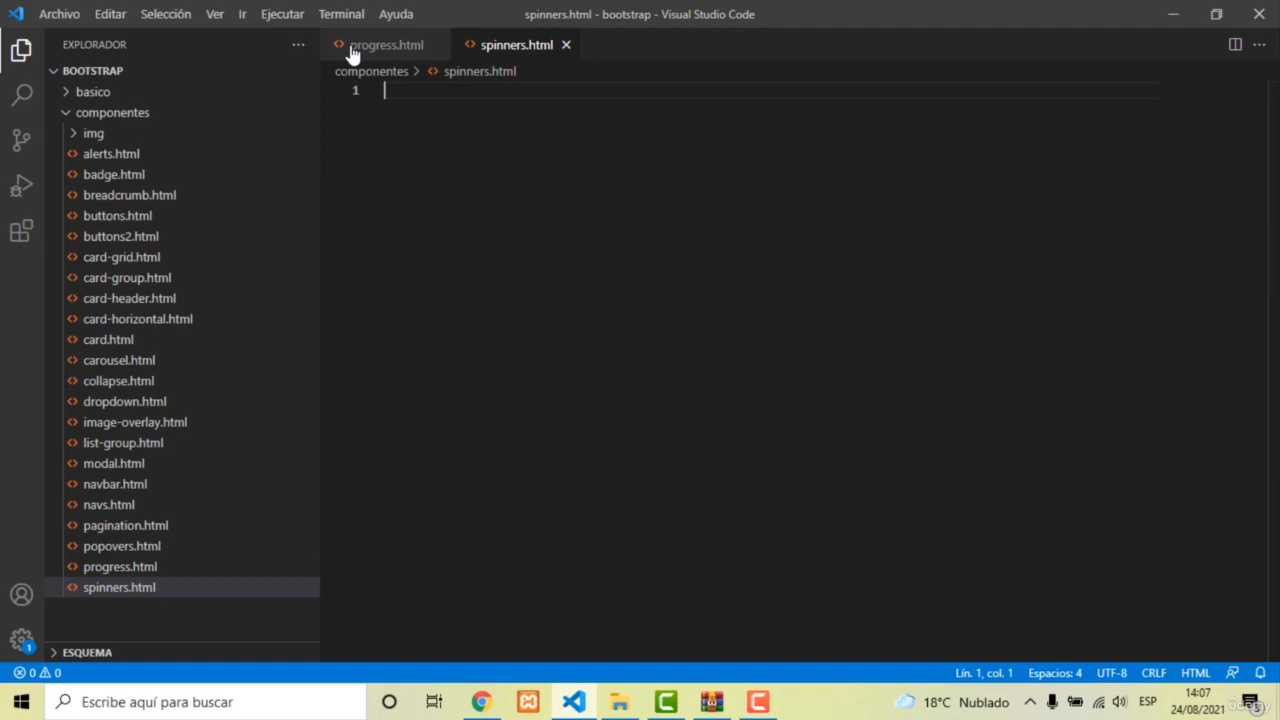 Archivo Editar Selección Ver Ir Ejecutar Terminal Ayuda spinners.html - bootstrap - Visual Studio Code
EXPLORADOR
progress.html spinners.html
BOOTSTRAP
componentes spinners.html
basico
1
componentes
img
alerts.html
badge.html
breadcrumb.html
buttons.html
buttons2.html
card-grid.html
card-group.html
card-header.html
card-horizontal.html
card.html
carousel.html
collapse.html
dropdown.html
image-overlay.html
list-group.html
modal.html
navbar.html
navs.html
pagination.html
popovers.html
progress.html
spinners.html
1
ESQUEMA
0 0 Lín. 1, col. 1 Espacios: 4 UTF-8 CRLF HTML
Escribe aquí para buscar
18°C Nublado ESP
14:07
24/08/2021